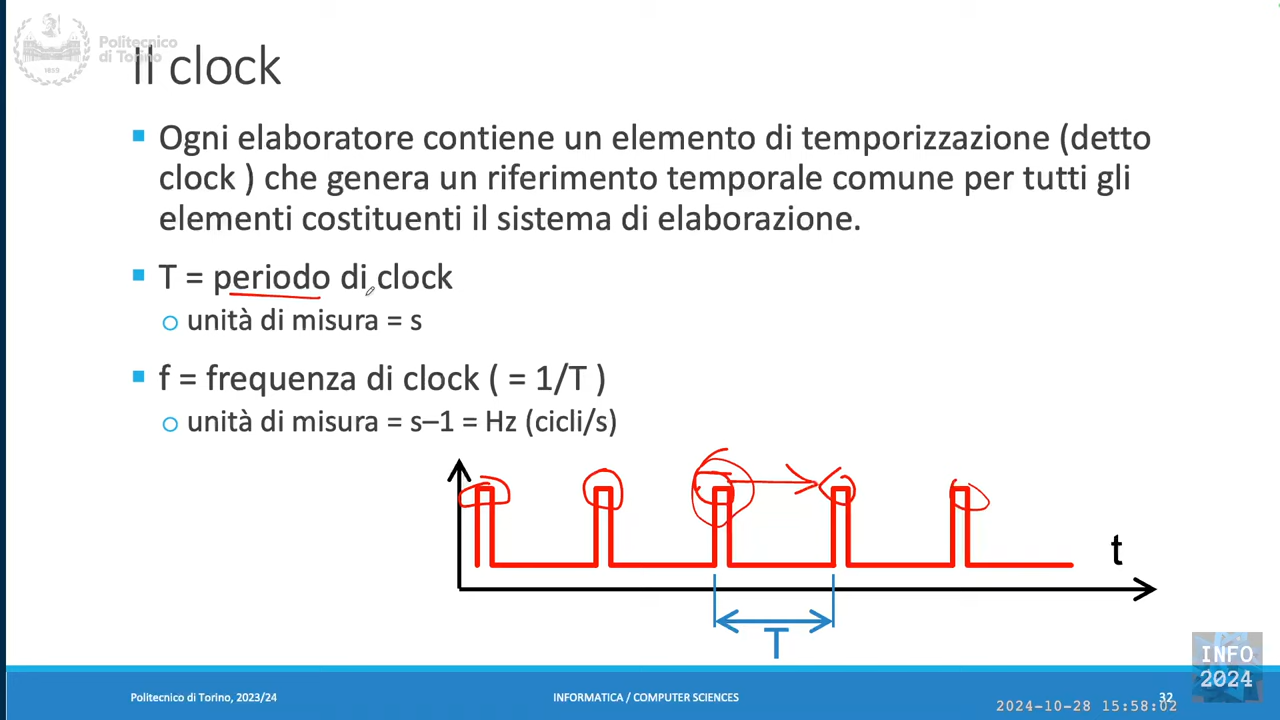 Politecnico
di Torino
Il clock
Ogni elaboratore contiene un elemento di temporizzazione (detto
clock ) che genera un riferimento temporale comune per tutti gli
elementi costituenti il sistema di elaborazione.
T = periodo di clock
unità di misura = s
f = frequenza di clock ( = 1/T )
unità di misura = s–1 = Hz (cicli/s)
t
T
INFO
2024
Politecnico di Torino, 2023/24
INFORMATICA / COMPUTER SCIENCES
32
2024-10-28 15:58:02